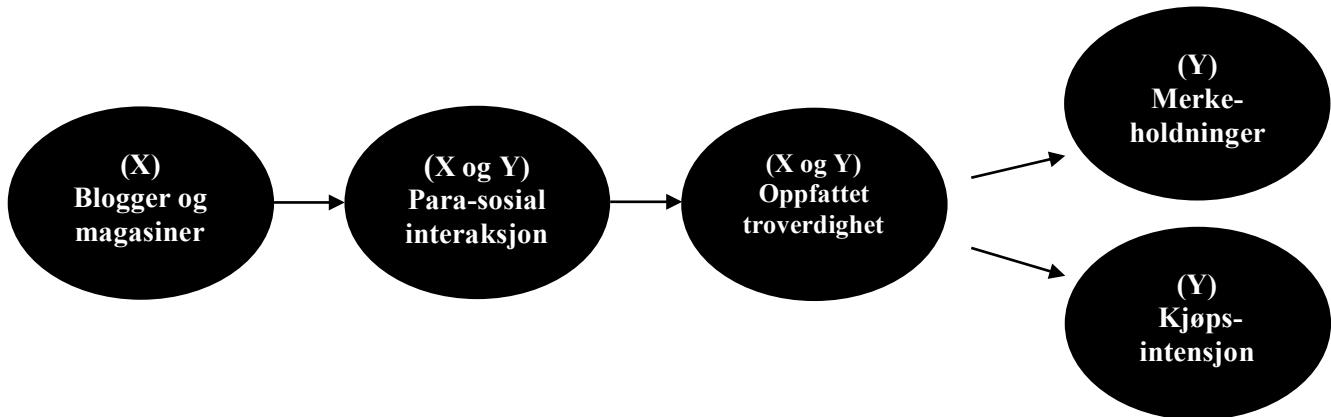 (X)
Blogger og
magasiner
(X og Y)
Para-sosial
interaksjon
(X og Y)
Oppfattet
troverdighet
(Y)
Merke-
holdninger
(Y)
Kjøps-
intensjon